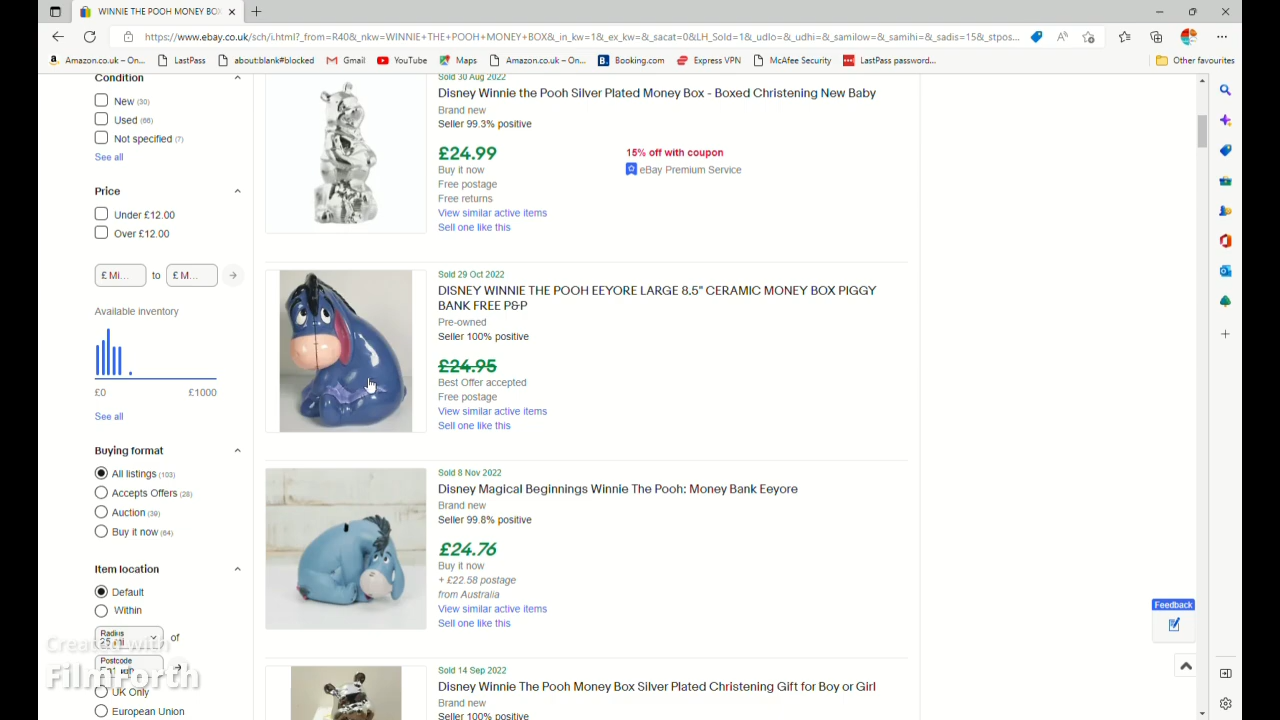 WINNIE THE POOH MONEY BOX
https://www.ebay.co.uk/sch/i.html?_from=R40&_nkw=WINNIE+THE+POOH+MONEY+BOX&_in_kw=1&_ex_kw=&_sacat=0&LH_Sold=1&_udlo=&_udhi=&_samilow=&_samihi=&_sadis=15&_stpos...
Amazon.co.uk – On... LastPass about:blank#blocked Gmail YouTube Maps Amazon.co.uk – On... Booking.com Express VPN McAfee Security LastPass password... Other favourites
Condition
New (30)
Used (66)
Not specified (7)
See all
Price
Under £12.00
Over £12.00
£ Mi... to £ M...
Available inventory
£0 £1000
See all
Buying format
All listings (103)
Accepts Offers (28)
Auction (39)
Buy it now (64)
Item location
Default
Within
Radius
25 mi of
Postcode
UK Only
European Union
Sold 30 Aug 2022
Disney Winnie the Pooh Silver Plated Money Box - Boxed Christening New Baby
Brand new
Seller 99.3% positive
£24.99
Buy it now
Free postage
Free returns
View similar active items
Sell one like this
15% off with coupon
eBay Premium Service
Sold 29 Oct 2022
DISNEY WINNIE THE POOH EEYORE LARGE 8.5" CERAMIC MONEY BOX PIGGY
BANK FREE P&P
Pre-owned
Seller 100% positive
£24.95
Best Offer accepted
Free postage
View similar active items
Sell one like this
Sold 8 Nov 2022
Disney Magical Beginnings Winnie The Pooh: Money Bank Eeyore
Brand new
Seller 99.8% positive
£24.76
Buy it now
+ £22.58 postage
from Australia
View similar active items
Sell one like this
Sold 14 Sep 2022
Disney Winnie The Pooh Money Box Silver Plated Christening Gift for Boy or Girl
Brand new
Seller 100% positive
Feedback
Created with
FilmForth